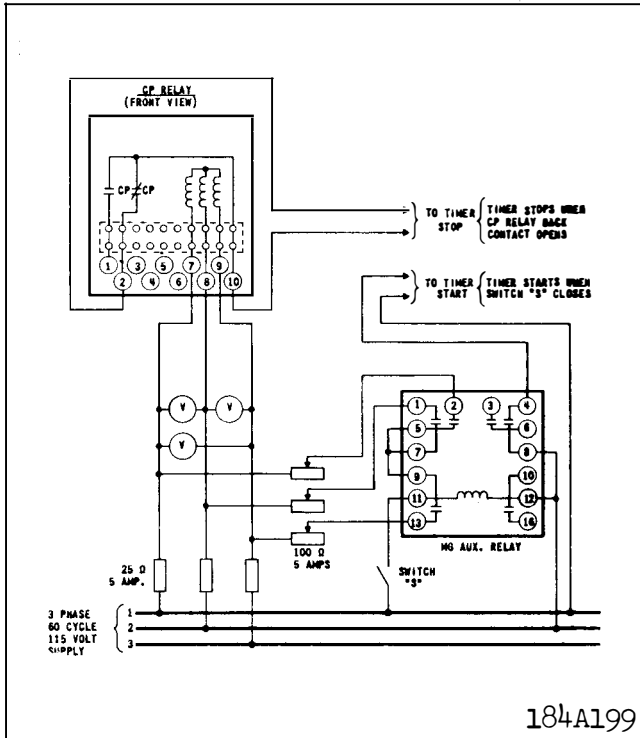 CP RELAY
(FRONT VIEW)
CP
CP
1
3
5
7
9
2
4
6
8
10
TO TIMER
STOP
TIMER STOPS WHEN
CP RELAY BACK
CONTACT OPENS
TO TIMER
START
TIMER STARTS WHEN
SWITCH "S" CLOSES
V
V
V
1
2
3
4
5
6
7
8
9
10
11
12
13
16
MG AUX. RELAY
100 Ω
5 AMPS
25 Ω
5 AMP.
SWITCH
"S"
3 PHASE
60 CYCLE
115 VOLT
SUPPLY
1
2
3
184A199